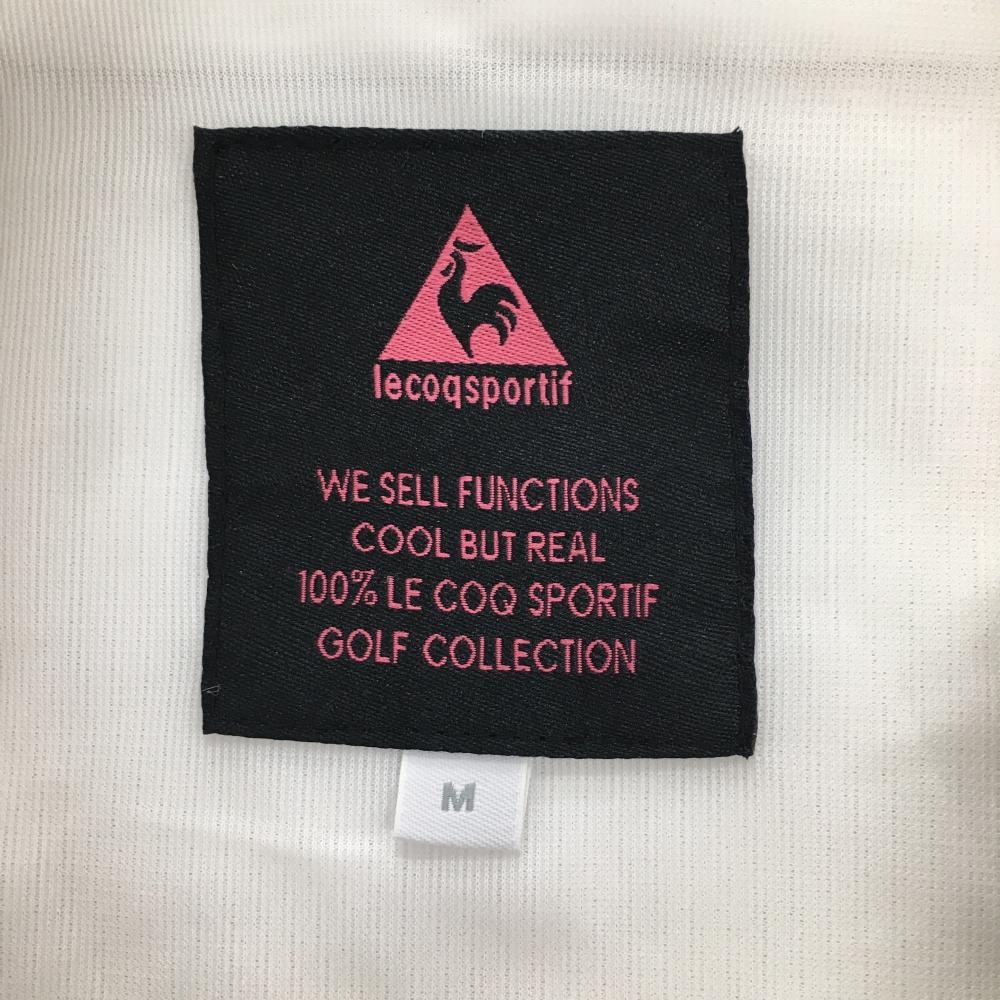 lecoqsportif
WE SELL FUNCTIONS
COOL BUT REAL
100% LE COQ SPORTIF
GOLF COLLECTION
M